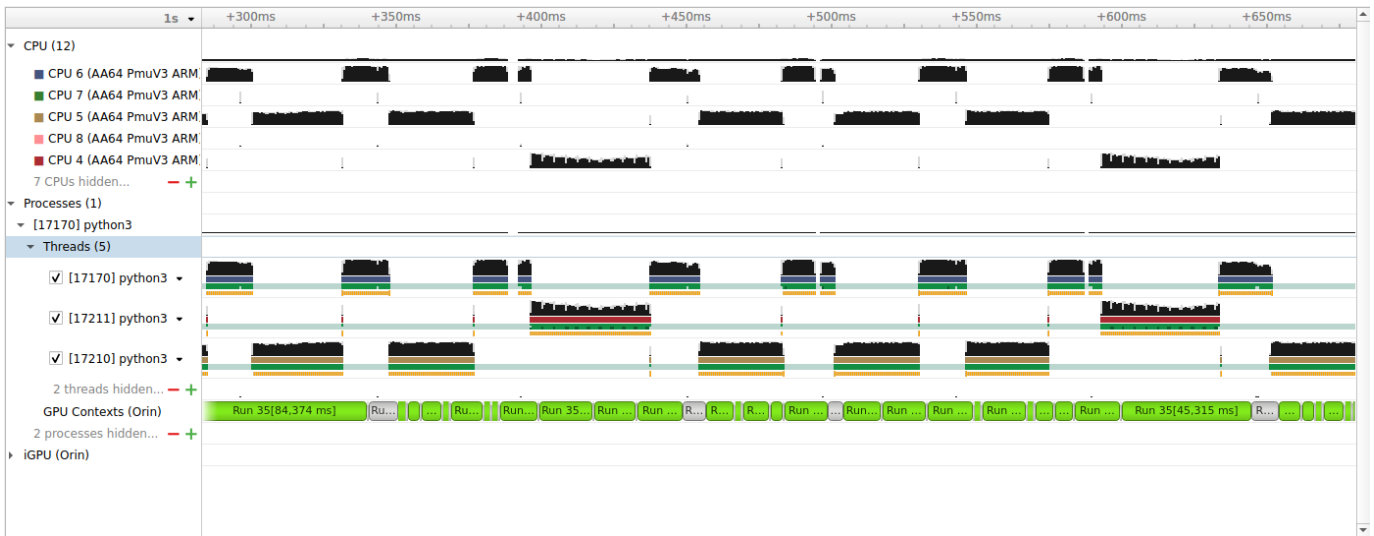 1s +300ms +350ms +400ms +450ms +500ms +550ms +600ms +650ms
CPU (12)
CPU 6 (AA64 PmuV3 ARM
CPU 7 (AA64 PmuV3 ARM
CPU 5 (AA64 PmuV3 ARM
CPU 8 (AA64 PmuV3 ARM
CPU 4 (AA64 PmuV3 ARM
7 CPUs hidden... − +
Processes (1)
[17170] python3
Threads (5)
[17170] python3
[17211] python3
[17210] python3
2 threads hidden... − +
GPU Contexts (Orin) Run 35[84,374 ms] Ru... ... Ru... Run... Run 35... Run ... Run ... R... R... R... Run ... ... Run... Run ... Run ... Run ... ... ... Run ... Run 35[45,315 ms] R... ... ...
2 processes hidden... − +
iGPU (Orin)